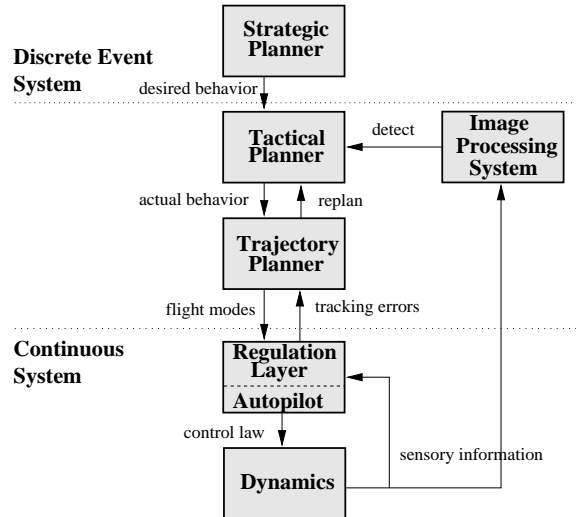 Strategic
Planner
Discrete Event
System
desired behavior
Tactical
Planner
detect
Image
Processing
System
actual behavior
replan
Trajectory
Planner
flight modes
tracking errors
Continuous
System
Regulation
Layer
Autopilot
control law
sensory information
Dynamics